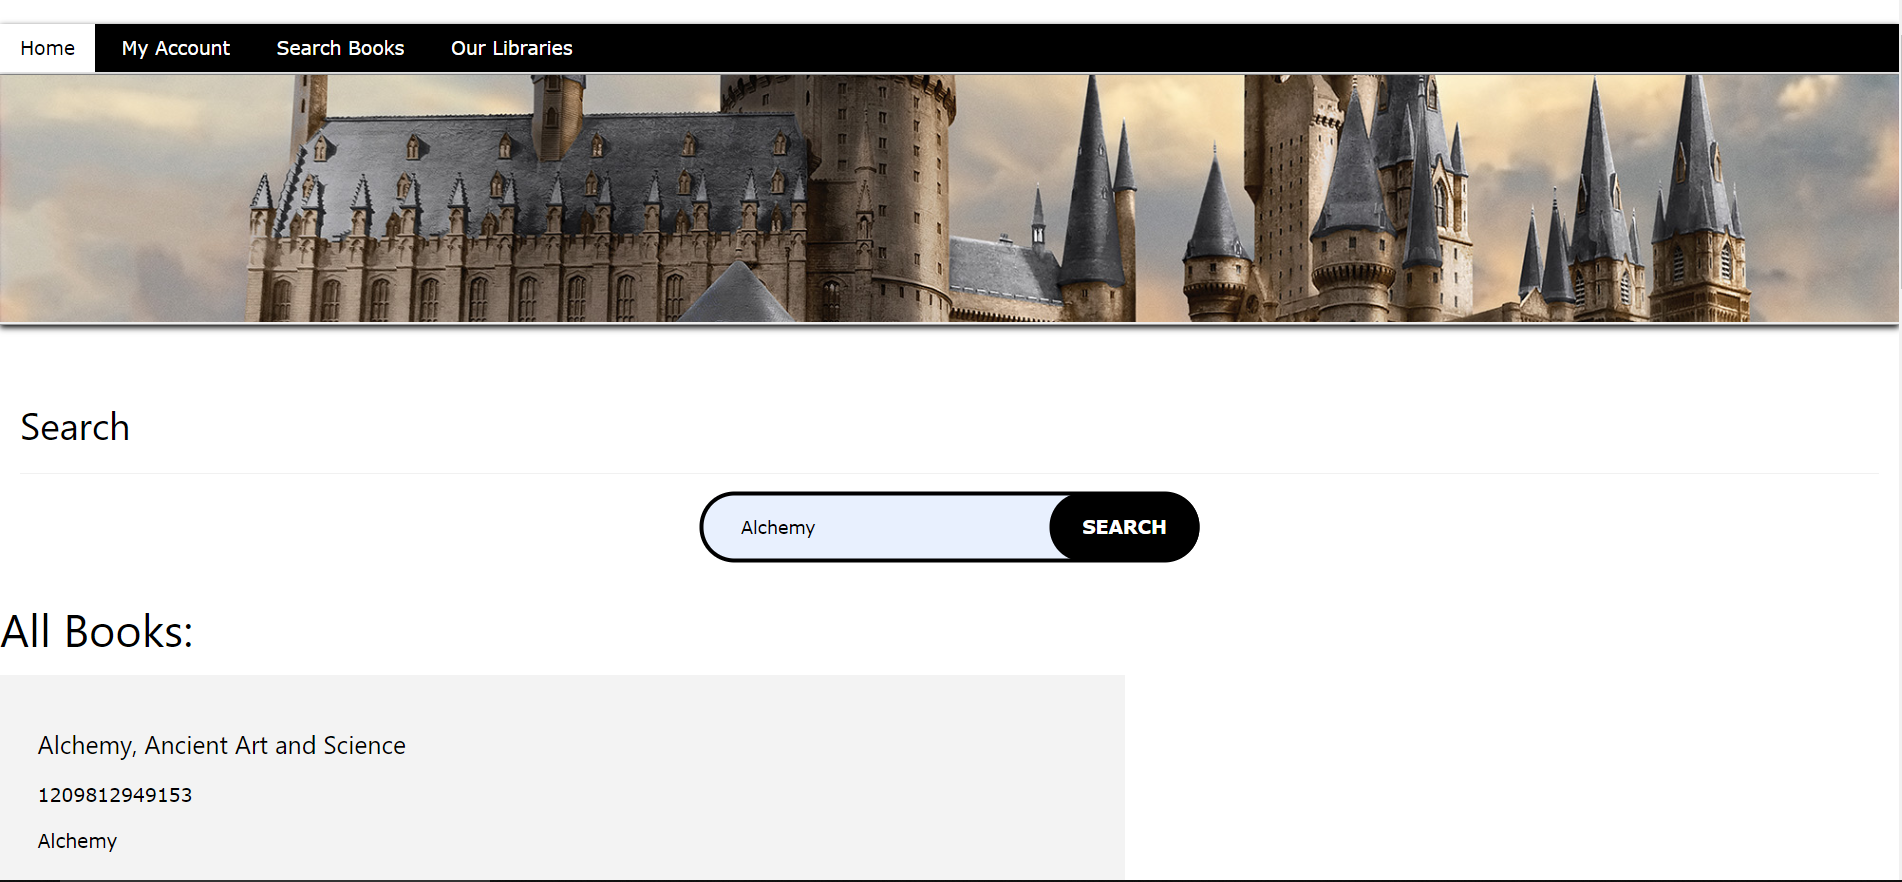 Home My Account Search Books Our Libraries
Search
Alchemy SEARCH
All Books:
Alchemy, Ancient Art and Science
1209812949153
Alchemy